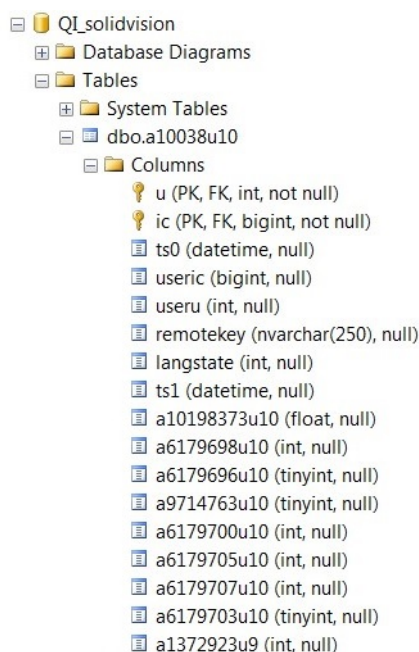 QI_solidvision
Database Diagrams
Tables
System Tables
dbo.a10038u10
Columns
u (PK, FK, int, not null)
ic (PK, FK, bigint, not null)
ts0 (datetime, null)
useric (bigint, null)
useru (int, null)
remotekey (nvarchar(250), null)
langstate (int, null)
ts1 (datetime, null)
a10198373u10 (float, null)
a6179698u10 (int, null)
a6179696u10 (tinyint, null)
a9714763u10 (tinyint, null)
a6179700u10 (int, null)
a6179705u10 (int, null)
a6179707u10 (int, null)
a6179703u10 (tinyint, null)
a1372923u9 (int, null)